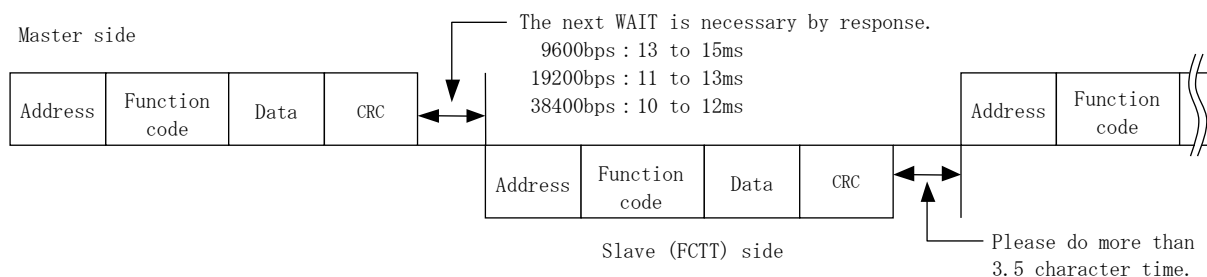 Master side
The next WAIT is necessary by response.
9600bps : 13 to 15ms
19200bps : 11 to 13ms
38400bps : 10 to 12ms
Address
Function
code
Data
CRC
Address
Function
code
Address
Function
code
Data
CRC
Slave (FCTT) side
Please do more than
3.5 character time.